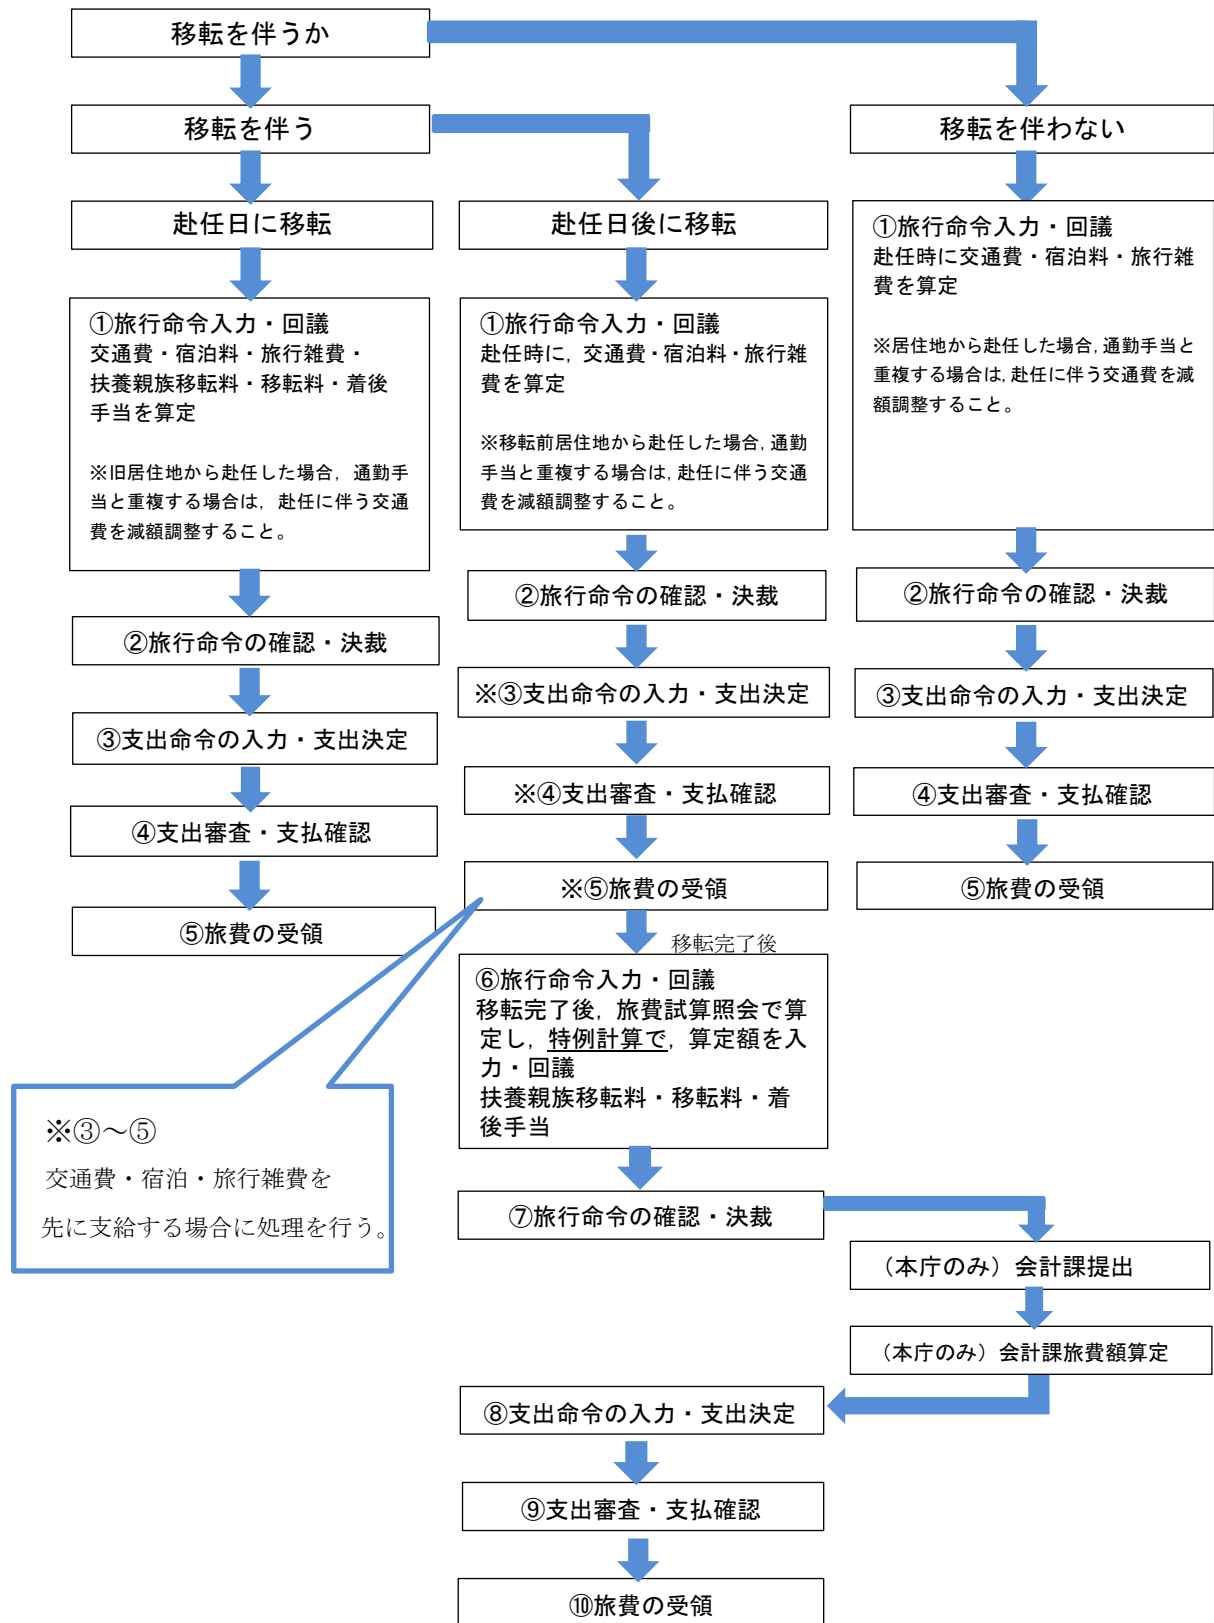 移転を伴うか
移転を伴う
移転を伴わない
赴任日に移転
赴任日後に移転
①旅行命令入力・回議
交通費・宿泊料・旅行雑費・
扶養親族移転料・移転料・着後
手当を算定
※旧居住地から赴任した場合，通勤手
当と重複する場合は，赴任に伴う交通
費を減額調整すること。
②旅行命令の確認・決裁
③支出命令の入力・支出決定
④支出審査・支払確認
⑤旅費の受領
①旅行命令入力・回議
赴任時に，交通費・宿泊料・旅行雑
費を算定
※移転前居住地から赴任した場合，通勤
手当と重複する場合は，赴任に伴う交通
費を減額調整すること。
②旅行命令の確認・決裁
※③支出命令の入力・支出決定
※④支出審査・支払確認
※⑤旅費の受領
移転完了後
⑥旅行命令入力・回議
移転完了後，旅費試算照会で算
定し，特例計算で，算定額を入
力・回議
扶養親族移転料・移転料・着
後手当
⑦旅行命令の確認・決裁
①旅行命令入力・回議
赴任時に交通費・宿泊料・旅行雑
費を算定
※居住地から赴任した場合，通勤手当と
重複する場合は，赴任に伴う交通費を減
額調整すること。
②旅行命令の確認・決裁
③支出命令の入力・支出決定
④支出審査・支払確認
⑤旅費の受領
※③～⑤
交通費・宿泊・旅行雑費を
先に支給する場合に処理を行う。
（本庁のみ）会計課提出
（本庁のみ）会計課旅費額算定
⑧支出命令の入力・支出決定
⑨支出審査・支払確認
⑩旅費の受領